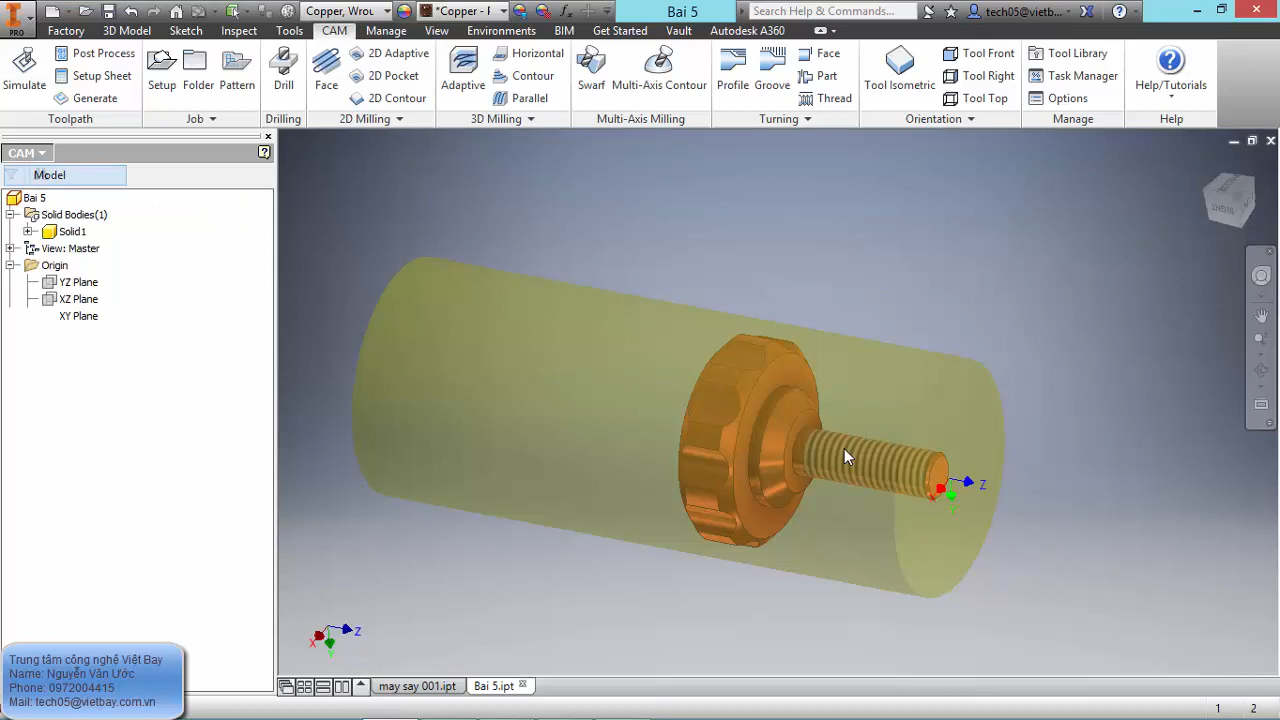 Copper, Wrou
*Copper - F
Bai 5
Search Help & Commands...
tech05@vietb...
PRO
Factory 3D Model Sketch Inspect Tools CAM Manage View Environments BIM Get Started Vault Autodesk A360
Simulate
Post Process
Setup Sheet
Generate
Toolpath
Setup
Folder
Pattern
Job
Drill
Drilling
Face
2D Adaptive
2D Pocket
2D Contour
2D Milling
Adaptive
Horizontal
Contour
Parallel
3D Milling
Swarf
Multi-Axis Contour
Multi-Axis Milling
Profile
Groove
Face
Part
Thread
Turning
Tool Isometric
Tool Front
Tool Right
Tool Top
Orientation
Tool Library
Task Manager
Options
Manage
Help/Tutorials
Help
CAM
Model
Bai 5
Solid Bodies(1)
Solid1
View: Master
Origin
YZ Plane
XZ Plane
XY Plane
Z
Z
X
Trung tâm công nghệ Việt Bay
Name: Nguyễn Văn Ước
Phone: 0972004415
Mail: tech05@vietbay.com.vn
may say 001.ipt
Bai 5.ipt
1 2